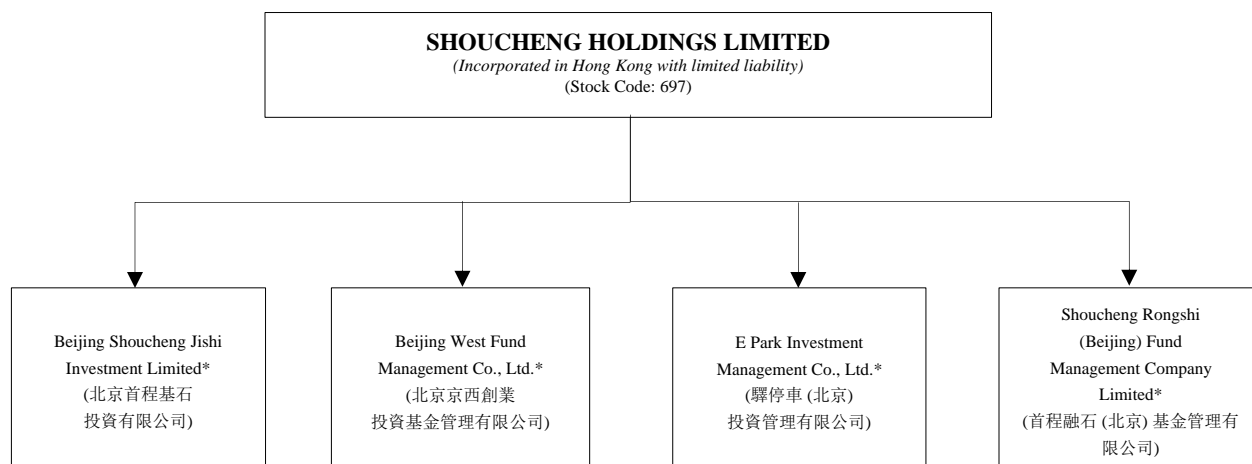 SHOUCHENG HOLDINGS LIMITED
(Incorporated in Hong Kong with limited liability)
(Stock Code: 697)
Beijing Shoucheng Jishi
Investment Limited*
(北京首程基石
投資有限公司)
Beijing West Fund
Management Co., Ltd.*
(北京京西創業
投資基金管理有限公司)
E Park Investment
Management Co., Ltd.*
(驛停車 (北京)
投資管理有限公司)
Shoucheng Rongshi
(Beijing) Fund
Management Company
Limited*
(首程融石 (北京) 基金管理有
限公司)